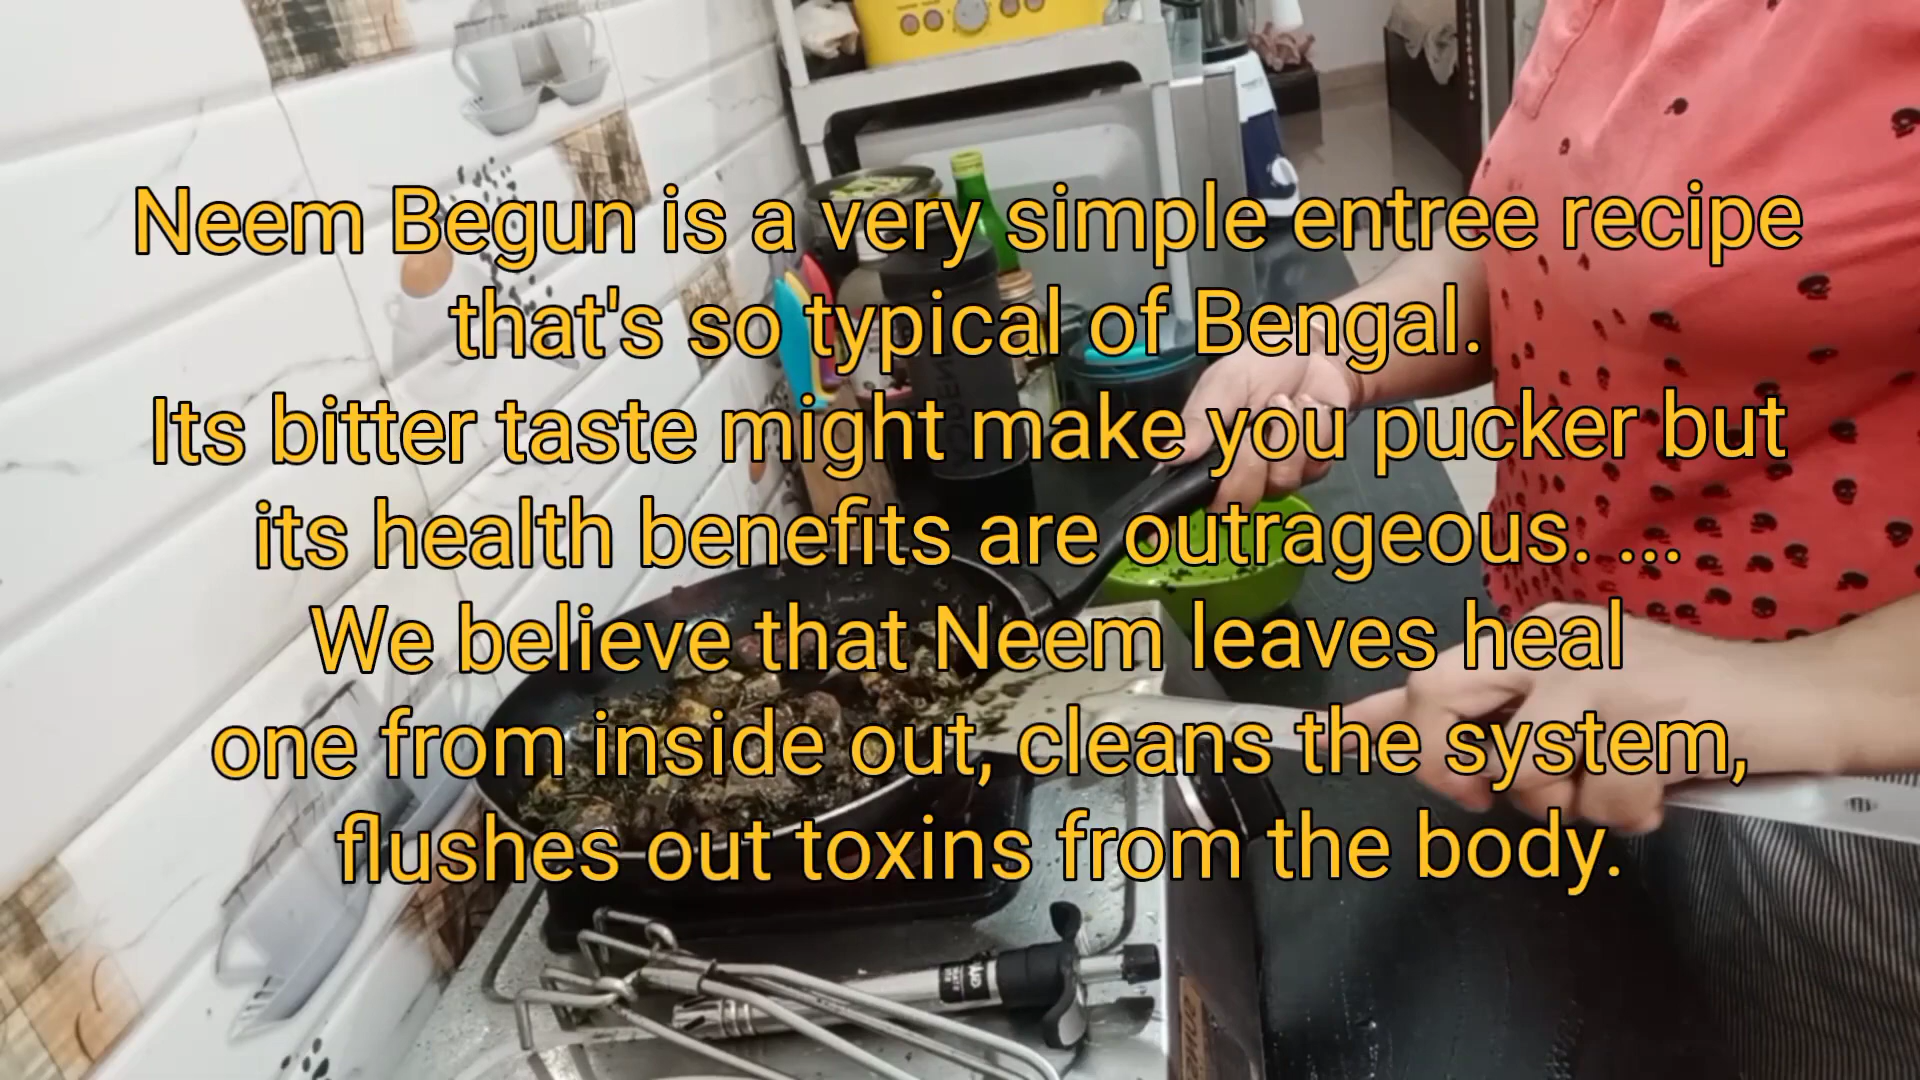 Neem Begun is a very simple entree recipe
that's so typical of Bengal.
Its bitter taste might make you pucker but
its health benefits are outrageous. ...
We believe that Neem leaves heal
one from inside out, cleans the system,
flushes out toxins from the body.